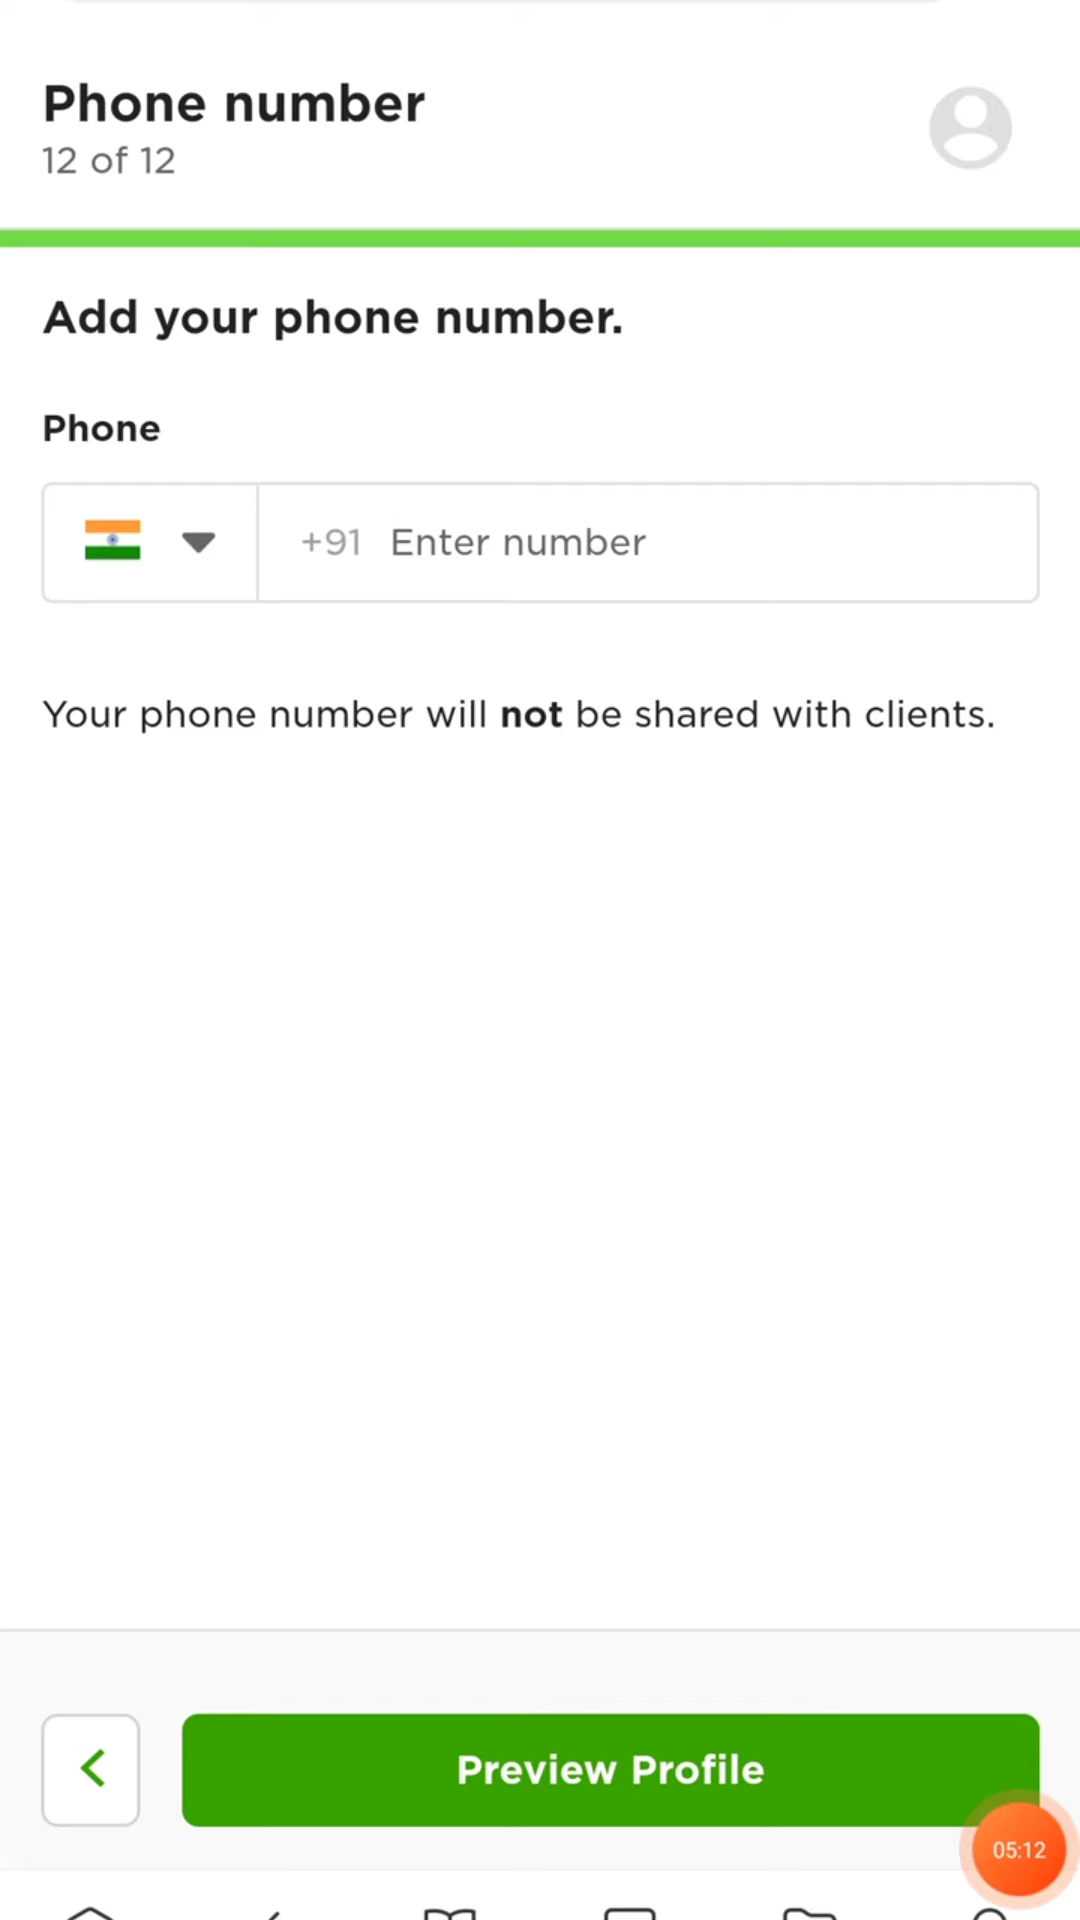 Phone number
12 of 12
Add your phone number.
Phone
+91 Enter number
Your phone number will not be shared with clients.
Preview Profile
05:12